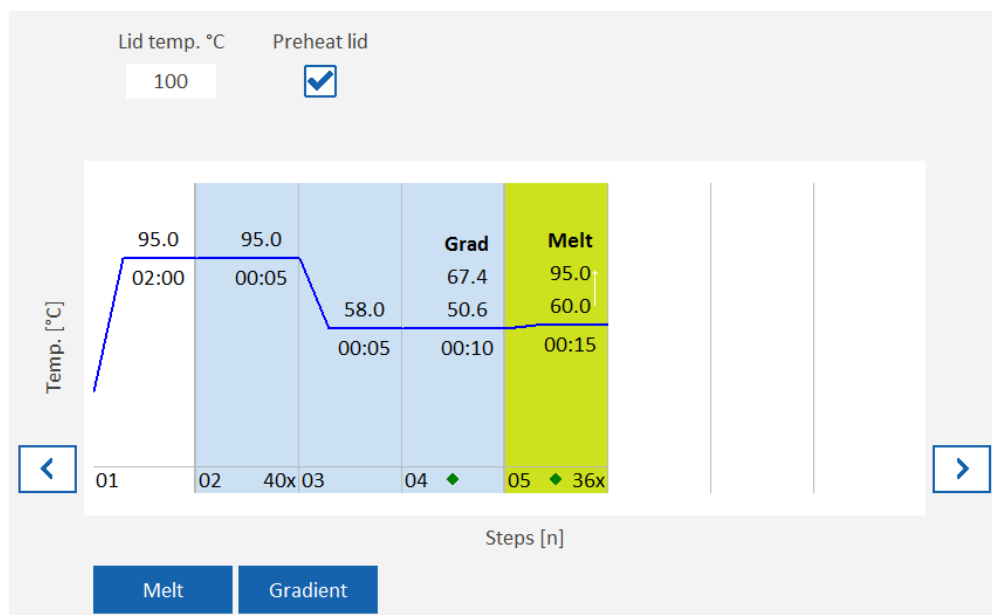 Lid temp. °C Preheat lid
100
Temp. [°C]
95.0 95.0 Grad Melt
02:00 00:05 67.4 95.0
58.0 50.6 60.0
00:05 00:10 00:15
01 02 40x 03 04 05 36x
Steps [n]
Melt Gradient